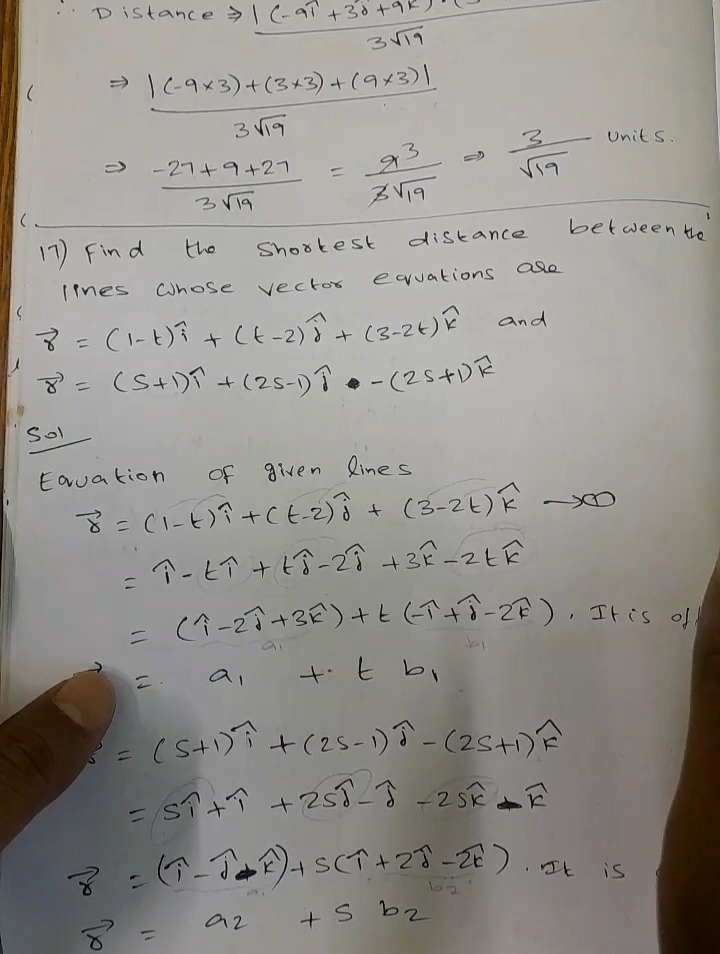 ∴ Distance ⇒ |(-9î + 3ĵ + 9k̂)
3√19
⇒ |(-9×3)+(3×3)+(9×3)|
3√19
⇒ -27+9+27 / 3√19 = 9 3 / 3√19 ⇒ 3/√19 units.
17) Find the shortest distance between the
lines whose vector equations are
r⃗ = (1-t)î + (t-2)ĵ + (3-2t)k̂ and
r⃗ = (S+1)î + (2S-1)ĵ - (2S+1)k̂
Sol
Equation of given lines
r⃗ = (1-t)î + (t-2)ĵ + (3-2t)k̂ →①
= î - tî + tĵ - 2ĵ + 3k̂ - 2tk̂
= (î - 2ĵ + 3k̂) + t (-î + ĵ - 2k̂). It is of
a₁ b₁
= a₁ + t b₁
= (S+1)î + (2S-1)ĵ - (2S+1)k̂
= Sî + î + 2Sĵ - ĵ - 2Sk̂ - k̂
r⃗ = (î - ĵ - k̂) + S(î + 2ĵ - 2k̂). It is
b₂
r⃗ = a₂ + S b₂